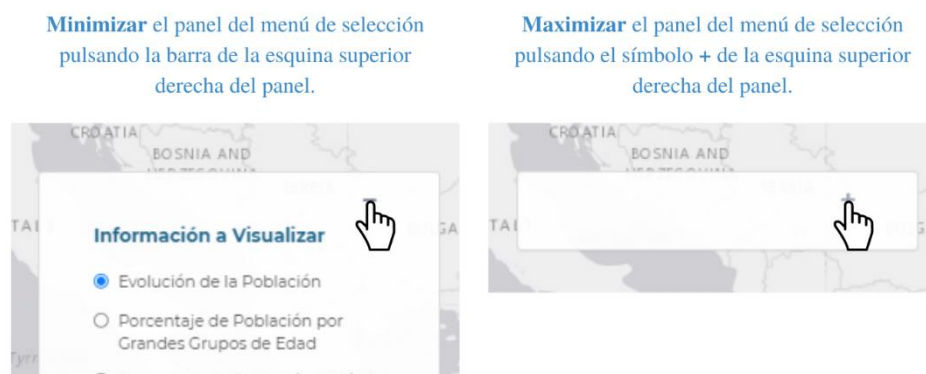 Minimizar el panel del menú de selección
pulsando la barra de la esquina superior
derecha del panel.
CROATIA
BOSNIA AND
Información a Visualizar
Evolución de la Población
Porcentaje de Población por
Grandes Grupos de Edad
Maximizar el panel del menú de selección
pulsando el símbolo + de la esquina superior
derecha del panel.
CROATIA
BOSNIA AND
+